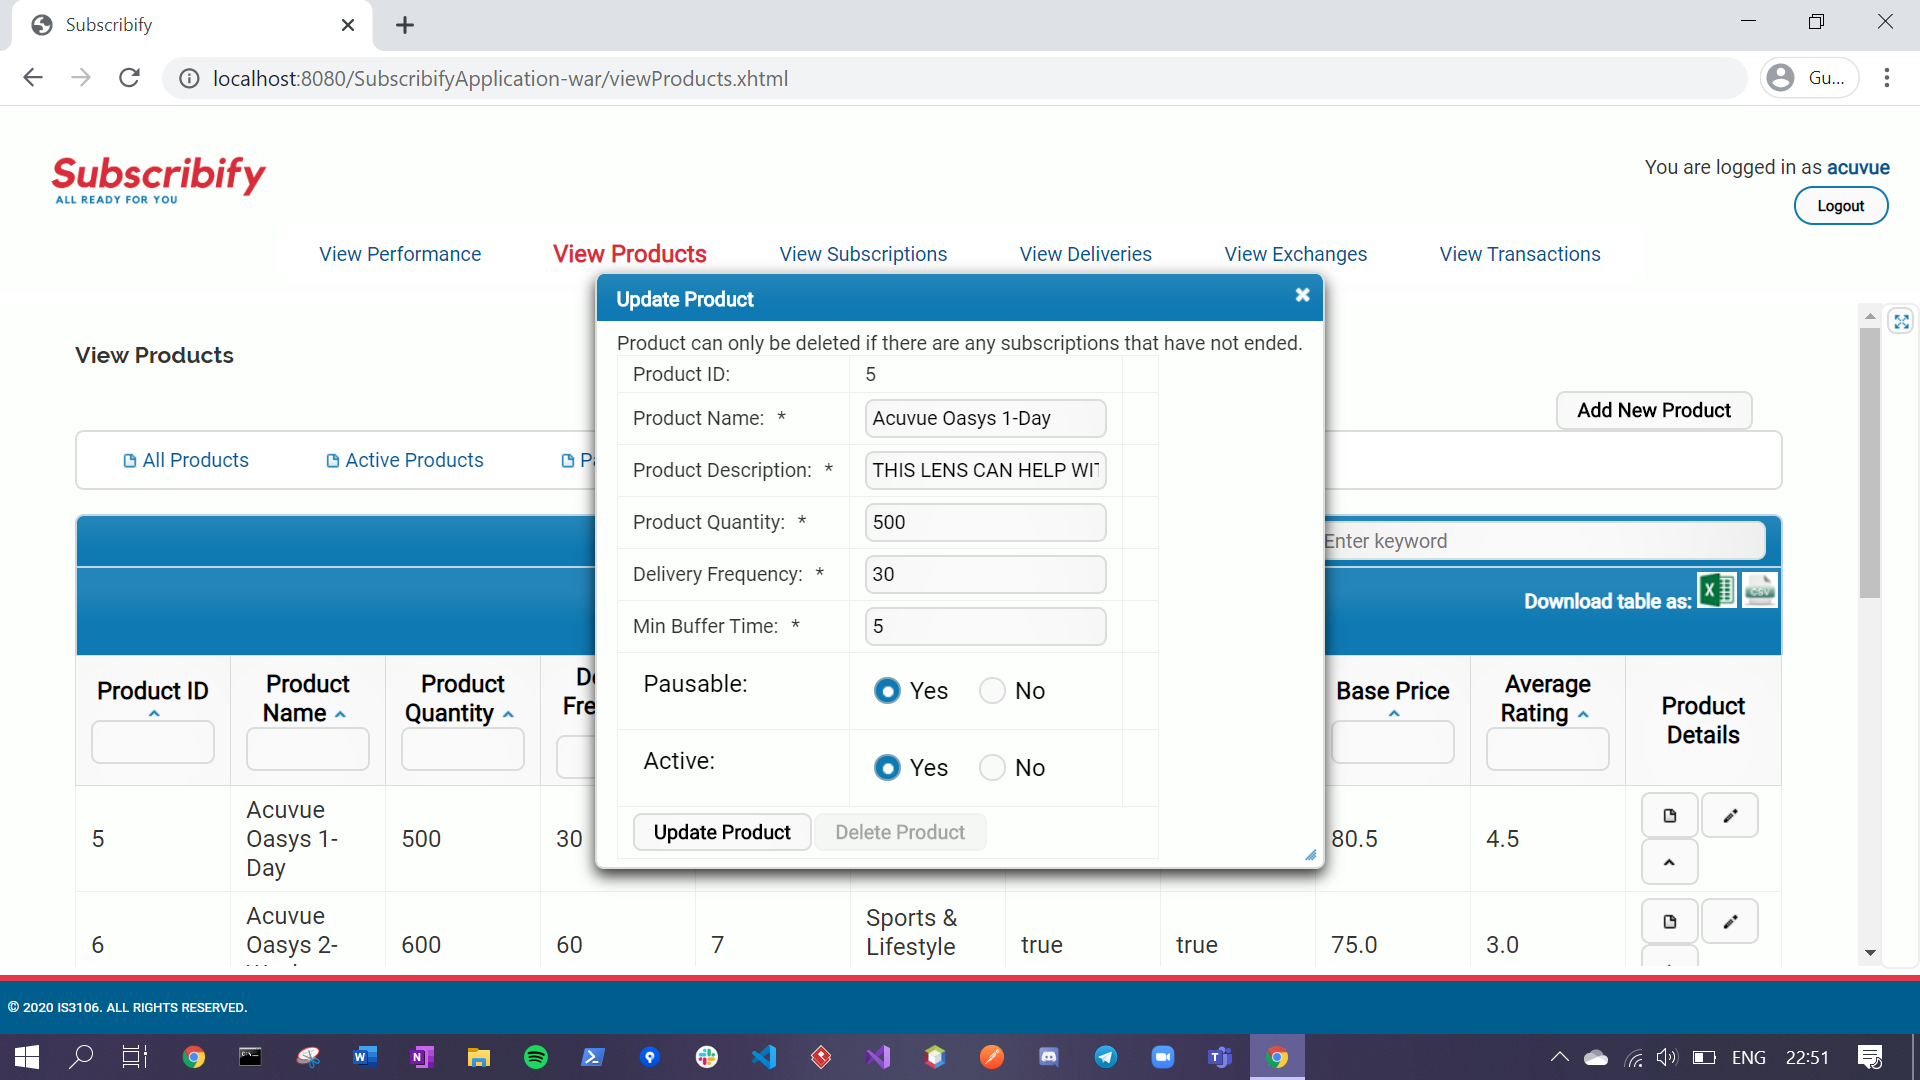 Subscribify
localhost:8080/SubscribifyApplication-war/viewProducts.xhtml
Gu...
Subscribify
ALL READY FOR YOU
You are logged in as acuvue
Logout
View Performance
View Products
View Subscriptions
View Deliveries
View Exchanges
View Transactions
View Products
Add New Product
All Products
Active Products
Update Product
Product can only be deleted if there are any subscriptions that have not ended.
Product ID: 5
Product Name: * Acuvue Oasys 1-Day
Product Description: * THIS LENS CAN HELP WIT
Product Quantity: * 500
Delivery Frequency: * 30
Min Buffer Time: * 5
Pausable: Yes No
Active: Yes No
Update Product Delete Product
Enter keyword
Download table as:
CSV
Product ID
Product
Name
Product
Quantity
Base Price
Average
Rating
Product
Details
5
Acuvue
Oasys 1-
Day
500
30
80.5
4.5
6
Acuvue
Oasys 2-
600
60
7
Sports &
Lifestyle
true
true
75.0
3.0
© 2020 IS3106. ALL RIGHTS RESERVED.
ENG
22:51